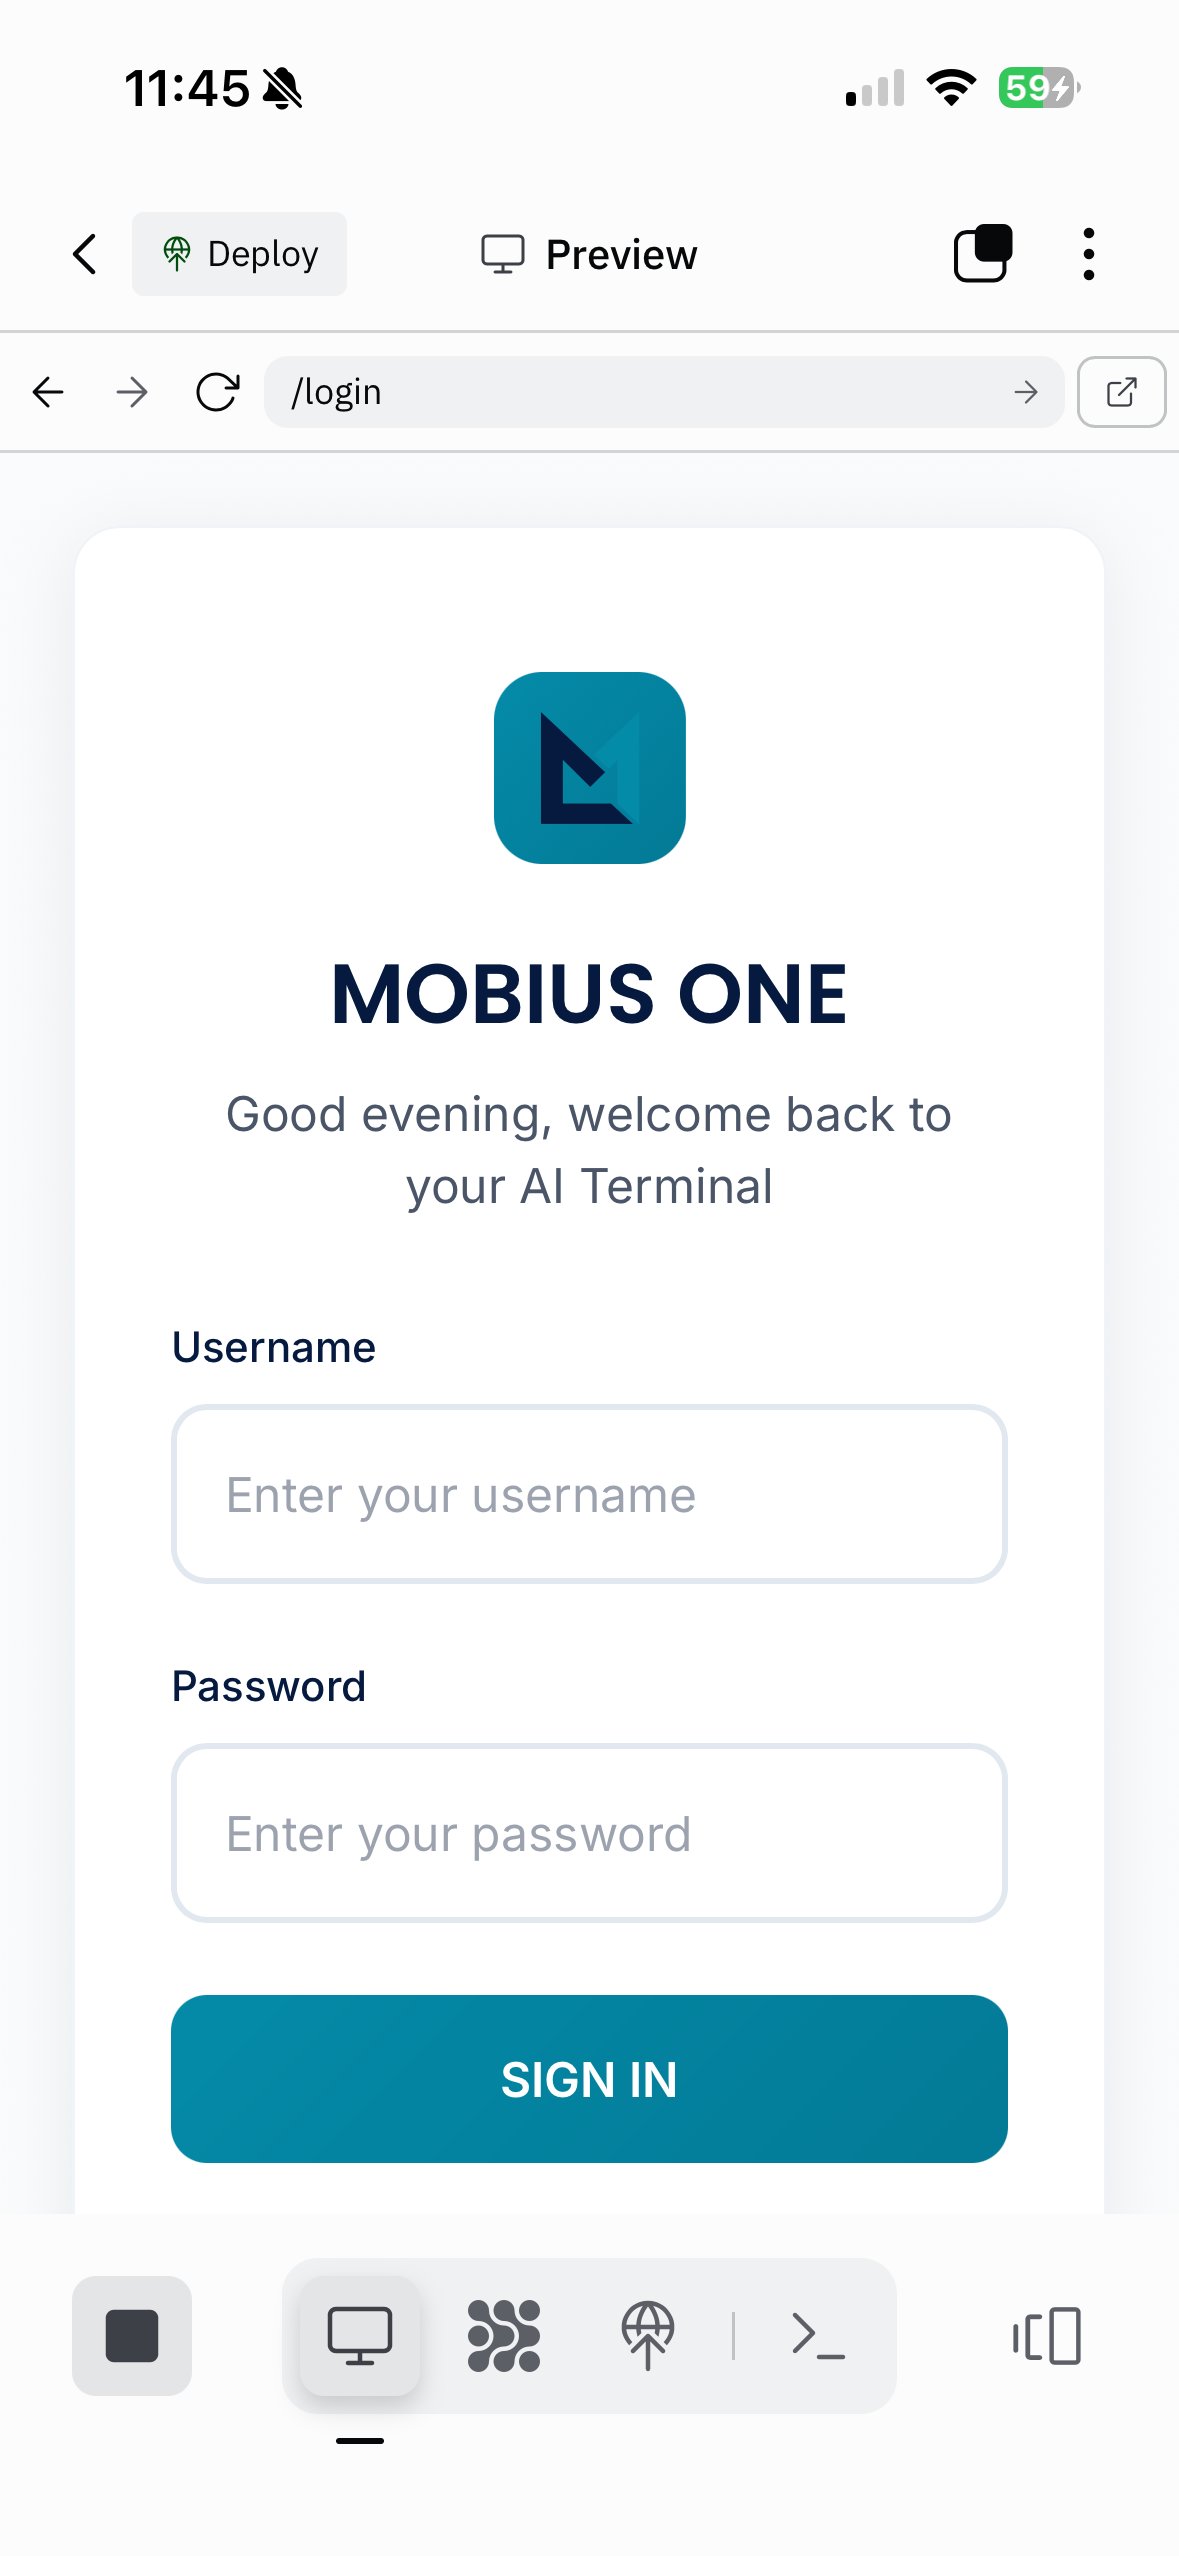 11:45
59
Deploy
Preview
/login
MOBIUS ONE
Good evening, welcome back to
your AI Terminal
Username
Enter your username
Password
Enter your password
SIGN IN